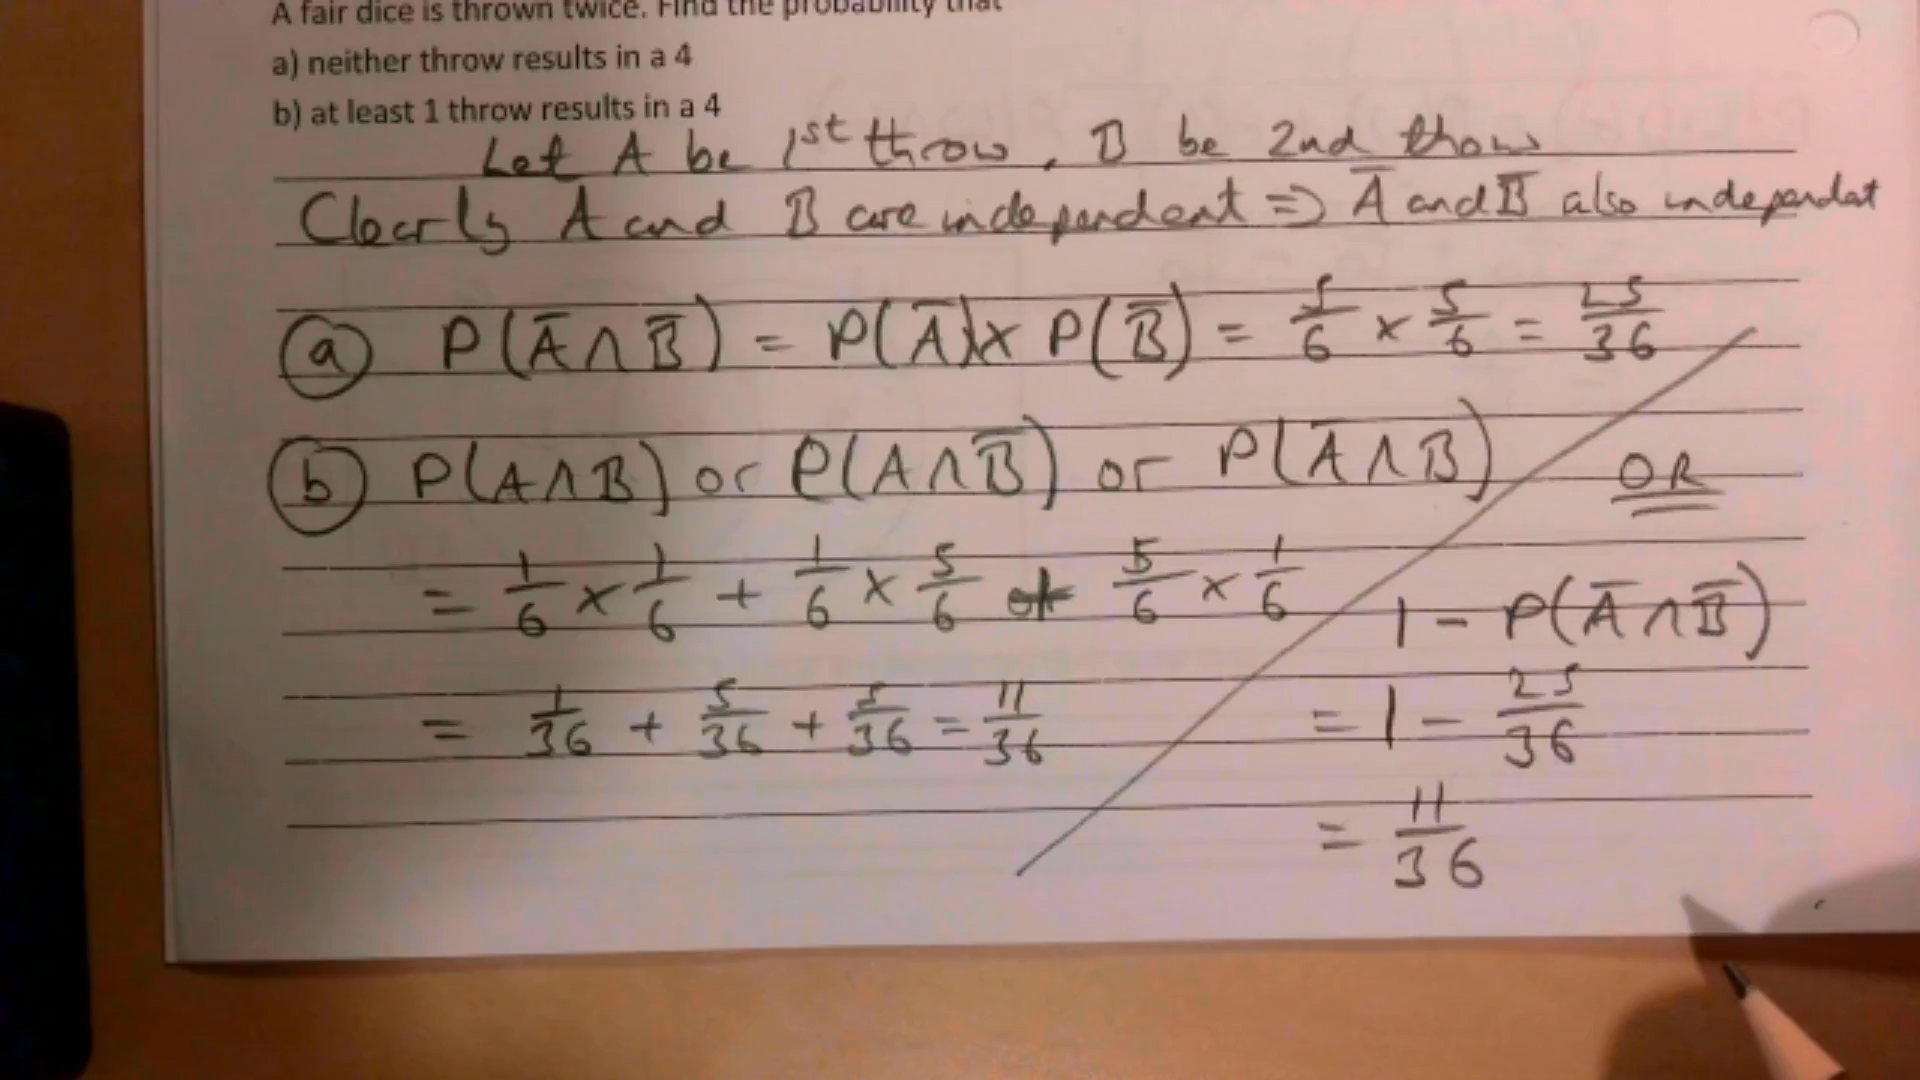 A fair dice is thrown twice. Find the probability that
a) neither throw results in a 4
b) at least 1 throw results in a 4
Let A be 1st throw, B be 2nd thow
Clearly A and B are independent => A̅ and B̅ also independat
(a) P(A̅ ∩ B̅) = P(A̅) x P(B̅) = 5/6 x 5/6 = 25/36
(b) P(A∩B) or P(A∩B̅) or P(A̅∩B) OR
= 1/6 x 1/6 + 1/6 x 5/6 + 5/6 x 1/6
1 - P(A̅∩B̅)
= 1/36 + 5/36 + 5/36 = 11/36
= 1 - 25/36
= 11/36